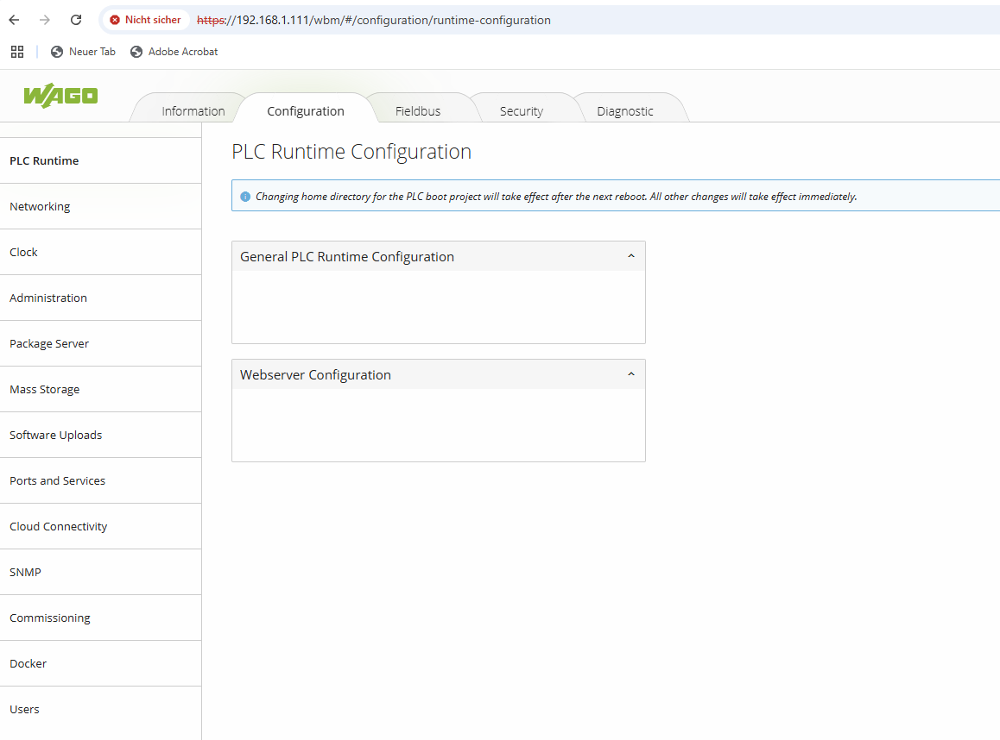 Nicht sicher https://192.168.1.111/wbm/#/configuration/runtime-configuration
Neuer Tab Adobe Acrobat
WAGO
Information Configuration Fieldbus Security Diagnostic
PLC Runtime
Networking
Clock
Administration
Package Server
Mass Storage
Software Uploads
Ports and Services
Cloud Connectivity
SNMP
Commissioning
Docker
Users
PLC Runtime Configuration
Changing home directory for the PLC boot project will take effect after the next reboot. All other changes will take effect immediately.
General PLC Runtime Configuration
Webserver Configuration